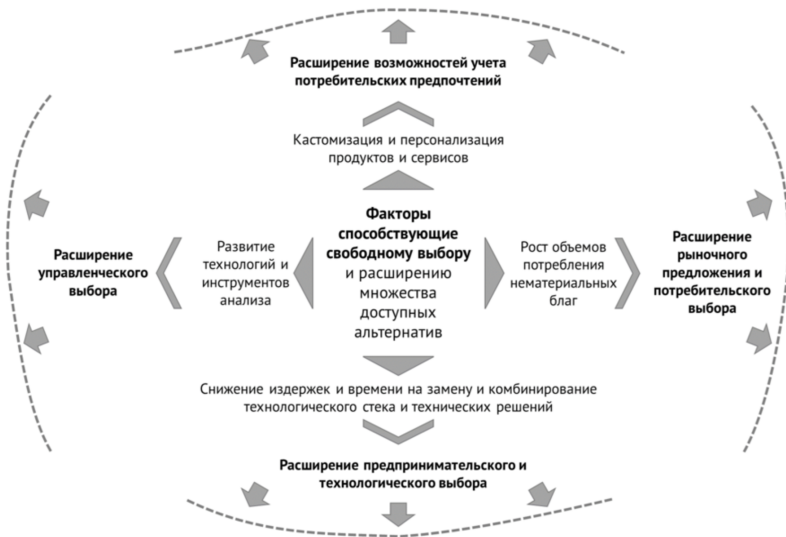 Расширение возможностей учета
потребительских предпочтений
Кастомизация и персонализация
продуктов и сервисов
Расширение
управленческого
выбора
Развитие
технологий и
инструментов
анализа
Факторы
способствующие
свободному выбору
и расширению
множества
доступных
альтернатив
Рост объемов
потребления
нематериальных
благ
Расширение
рыночного
предложения и
потребительского
выбора
Снижение издержек и времени на замену и комбинирование
технологического стека и технических решений
Расширение предпринимательского и
технологического выбора